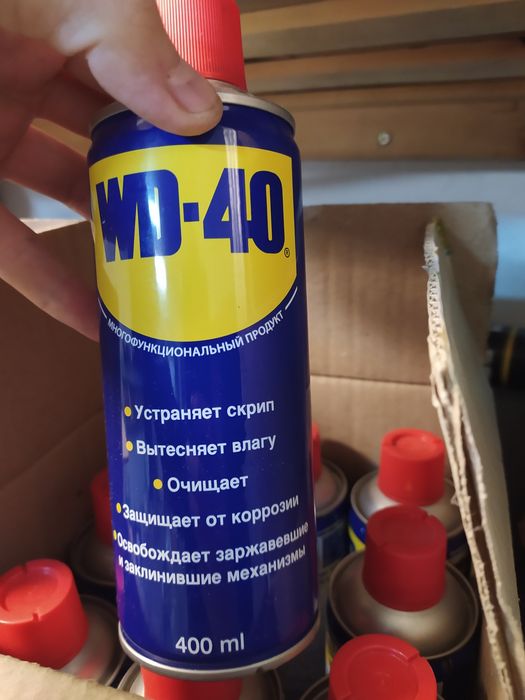 WD-40®
МНОГОФУНКЦИОНАЛЬНЫЙ ПРОДУКТ
Устраняет скрип
Вытесняет влагу
Очищает
Защищает от коррозии
Освобождает заржавевшие
и заклинившие механизмы
400 ml